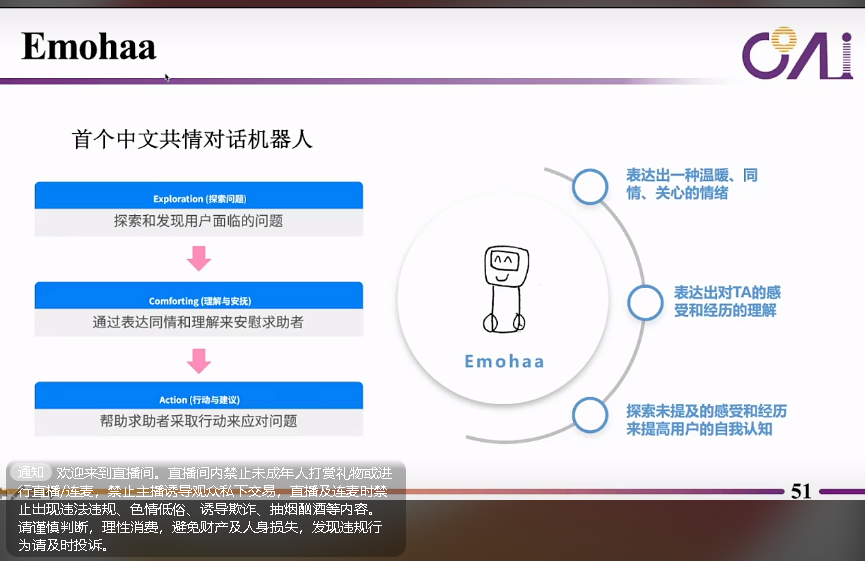 Emohaa
COAi
首个中文共情对话机器人
Exploration (探索问题)
探索和发现用户面临的问题
Comforting (理解与安抚)
通过表达同情和理解来安慰求助者
Action (行动与建议)
帮助求助者采取行动来应对问题
Emohaa
表达出一种温暖、同
情、关心的情绪
表达出对TA的感
受和经历的理解
探索未提及的感受和经历
来提高用户的自我认知
通知 欢迎来到直播间。直播间内禁止未成年人打赏礼物或进
行直播/连麦，禁止主播诱导观众私下交易，直播及连麦时禁
止出现违法违规、色情低俗、诱导欺诈、抽烟酗酒等内容。
请谨慎判断，理性消费，避免财产及人身损失，发现违规行
为请及时投诉。
51